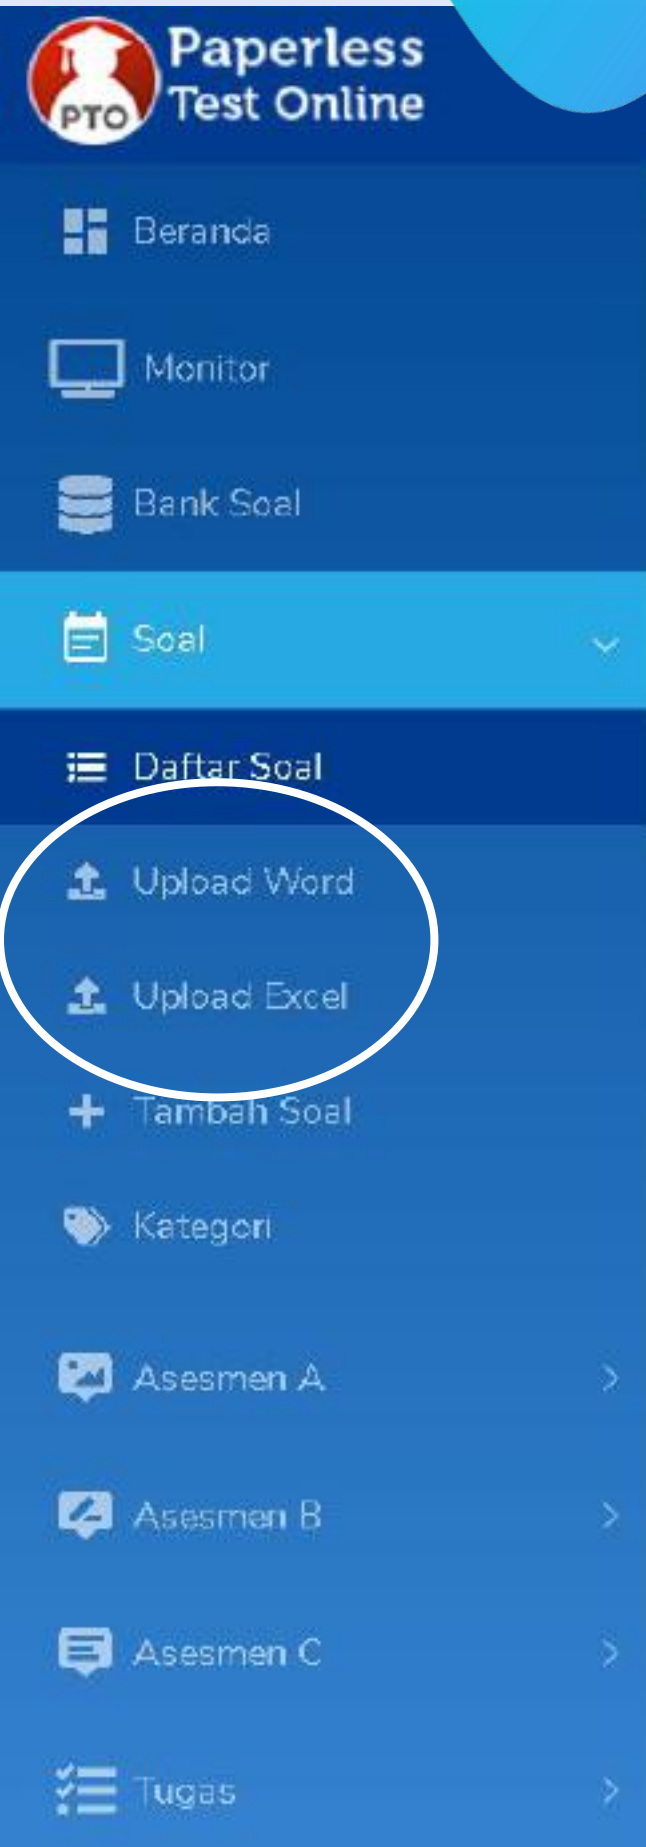 Paperless
Test Online
PTO
Beranda
Monitor
Bank Soal
Soal
Daftar Soal
Upload Word
Upload Excel
Tambah Soal
Kategori
Asesmen A
Asesmen B
Asesmen C
Tugas